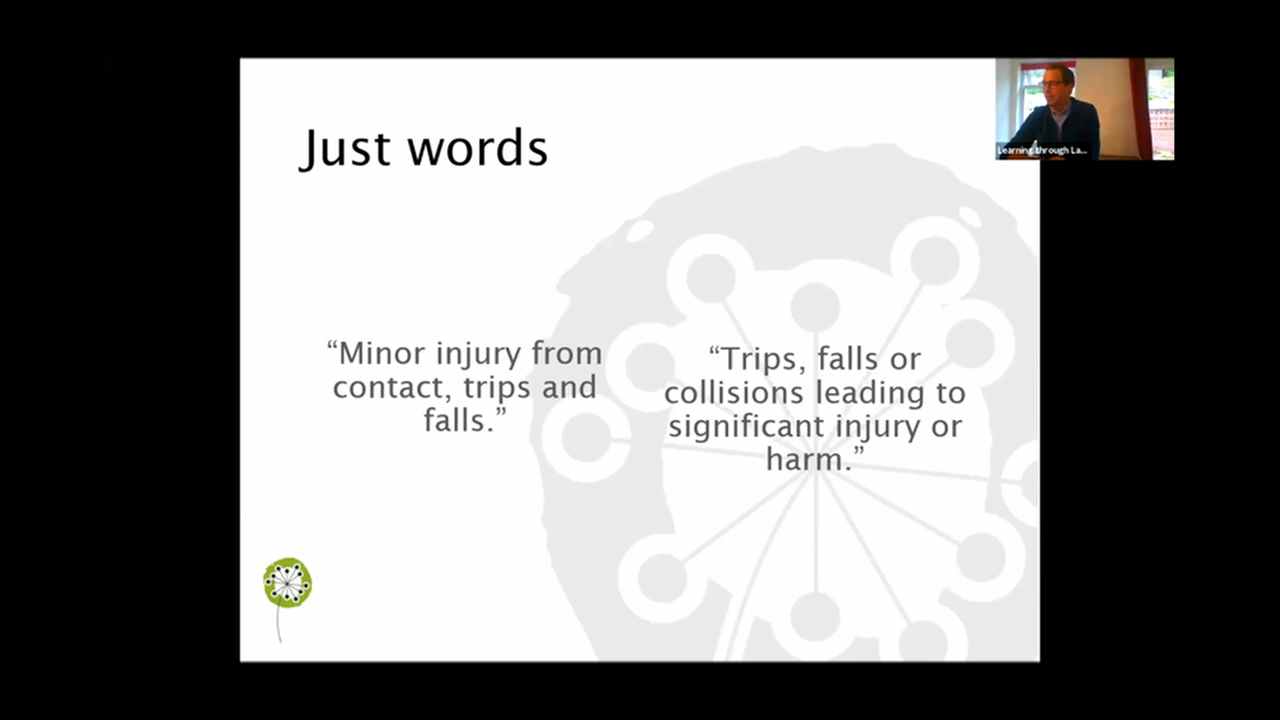 Just words
“Minor injury from
contact, trips and
falls.”
“Trips, falls or
collisions leading to
significant injury or
harm.”
Learning through La...